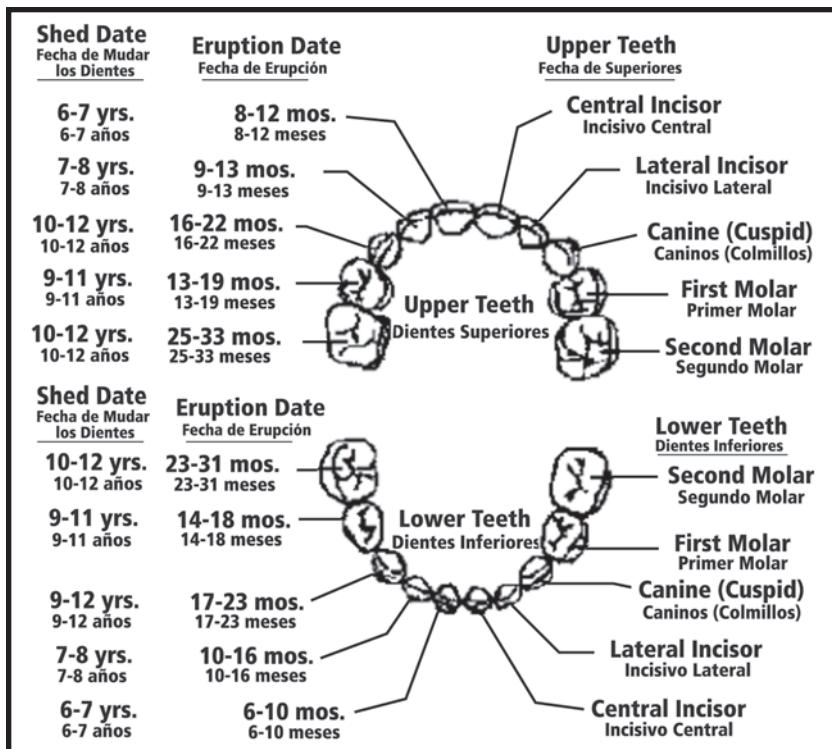 Shed Date
Fecha de Mudar
los Dientes
Eruption Date
Fecha de Erupción
Upper Teeth
Fecha de Superiores
6-7 yrs.
6-7 años
8-12 mos.
8-12 meses
Central Incisor
Incisivo Central
7-8 yrs.
7-8 años
9-13 mos.
9-13 meses
Lateral Incisor
Incisivo Lateral
10-12 yrs.
10-12 años
16-22 mos.
16-22 meses
Canine (Cuspid)
Caninos (Colmillos)
9-11 yrs.
9-11 años
13-19 mos.
13-19 meses
Upper Teeth
Dientes Superiores
First Molar
Primer Molar
10-12 yrs.
10-12 años
25-33 mos.
25-33 meses
Second Molar
Segundo Molar
Shed Date
Fecha de Mudar
los Dientes
Eruption Date
Fecha de Erupción
Lower Teeth
Dientes Inferiores
10-12 yrs.
10-12 años
23-31 mos.
23-31 meses
Second Molar
Segundo Molar
9-11 yrs.
9-11 años
14-18 mos.
14-18 meses
Lower Teeth
Dientes Inferiores
First Molar
Primer Molar
9-12 yrs.
9-12 años
17-23 mos.
17-23 meses
Canine (Cuspid)
Caninos (Colmillos)
7-8 yrs.
7-8 años
10-16 mos.
10-16 meses
Lateral Incisor
Incisivo Lateral
6-7 yrs.
6-7 años
6-10 mos.
6-10 meses
Central Incisor
Incisivo Central